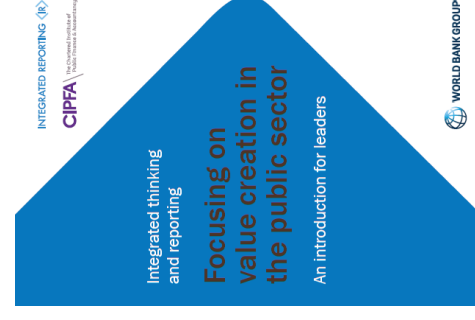 INTEGRATED REPORTING <IR>
CIPFA
The Chartered Institute of
Public Finance & Accountancy
WORLD BANK GROUP
Integrated thinking
and reporting
Focusing on
value creation in
the public sector
An introduction for leaders